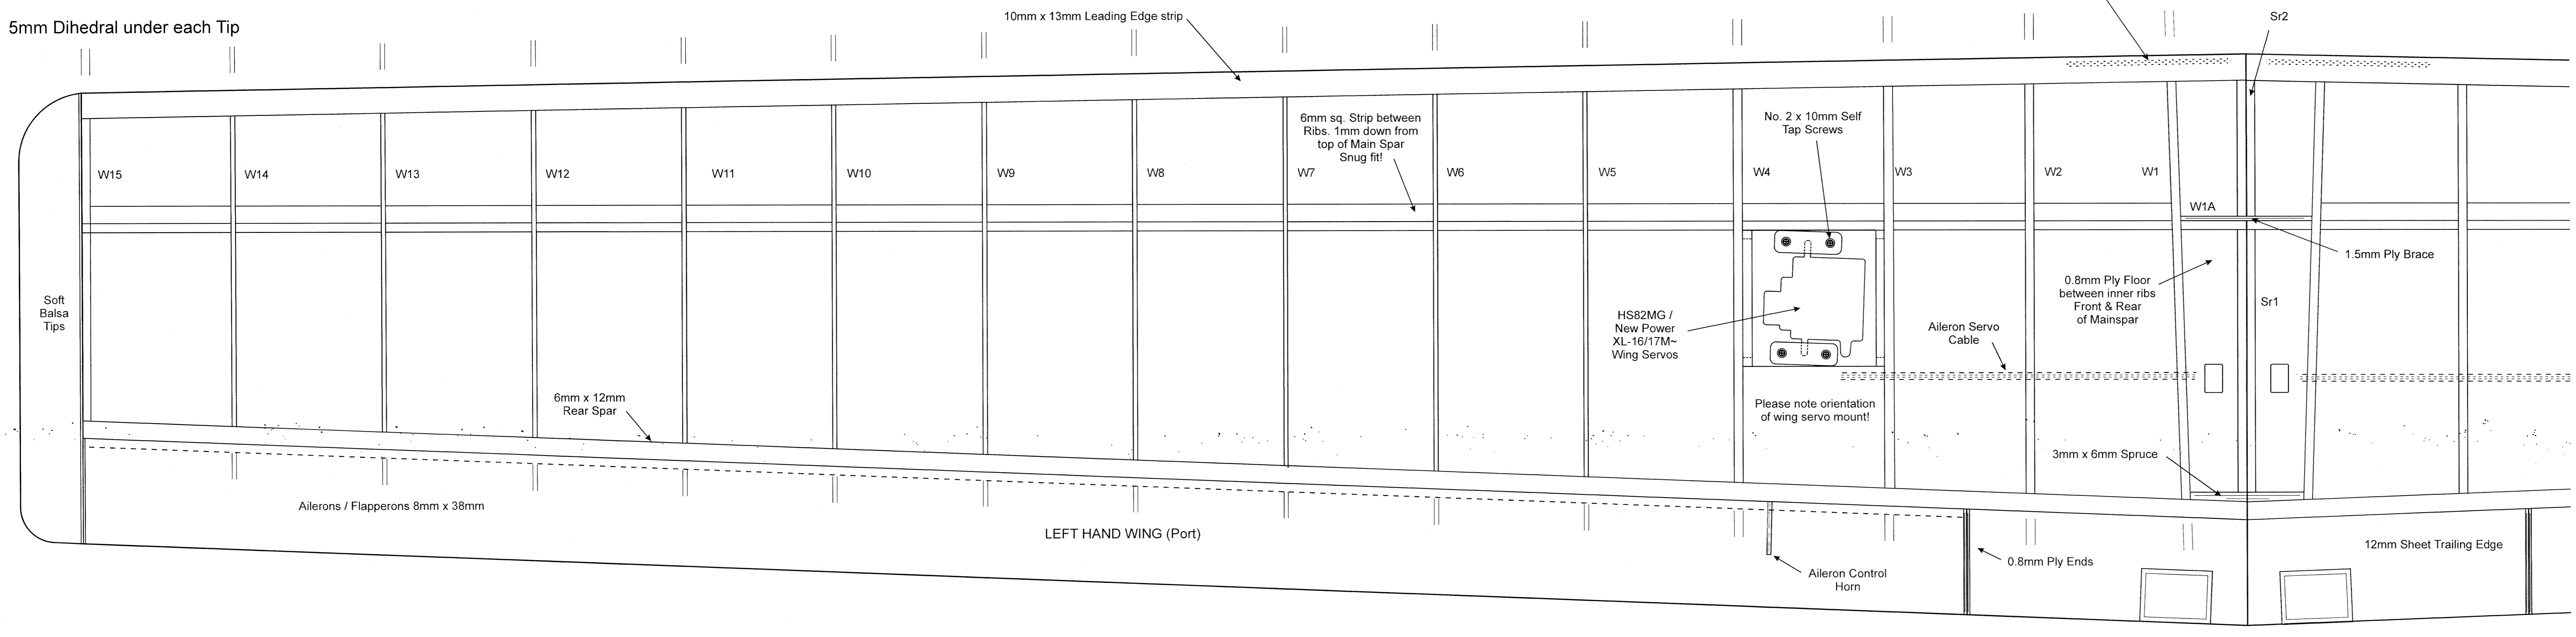 5mm Dihedral under each Tip
10mm x 13mm Leading Edge strip
Sr2
6mm sq. Strip between
Ribs. 1mm down from
top of Main Spar
Snug fit!
No. 2 x 10mm Self
Tap Screws
W15
W14
W13
W12
W11
W10
W9
W8
W7
W6
W5
W4
W3
W2
W1
W1A
1.5mm Ply Brace
0.8mm Ply Floor
between inner ribs
Front & Rear
of Mainspar
Sr1
Soft
Balsa
Tips
HS82MG /
New Power
XL-16/17M~
Wing Servos
Aileron Servo
Cable
6mm x 12mm
Rear Spar
Please note orientation
of wing servo mount!
3mm x 6mm Spruce
Ailerons / Flapperons 8mm x 38mm
LEFT HAND WING (Port)
12mm Sheet Trailing Edge
0.8mm Ply Ends
Aileron Control
Horn